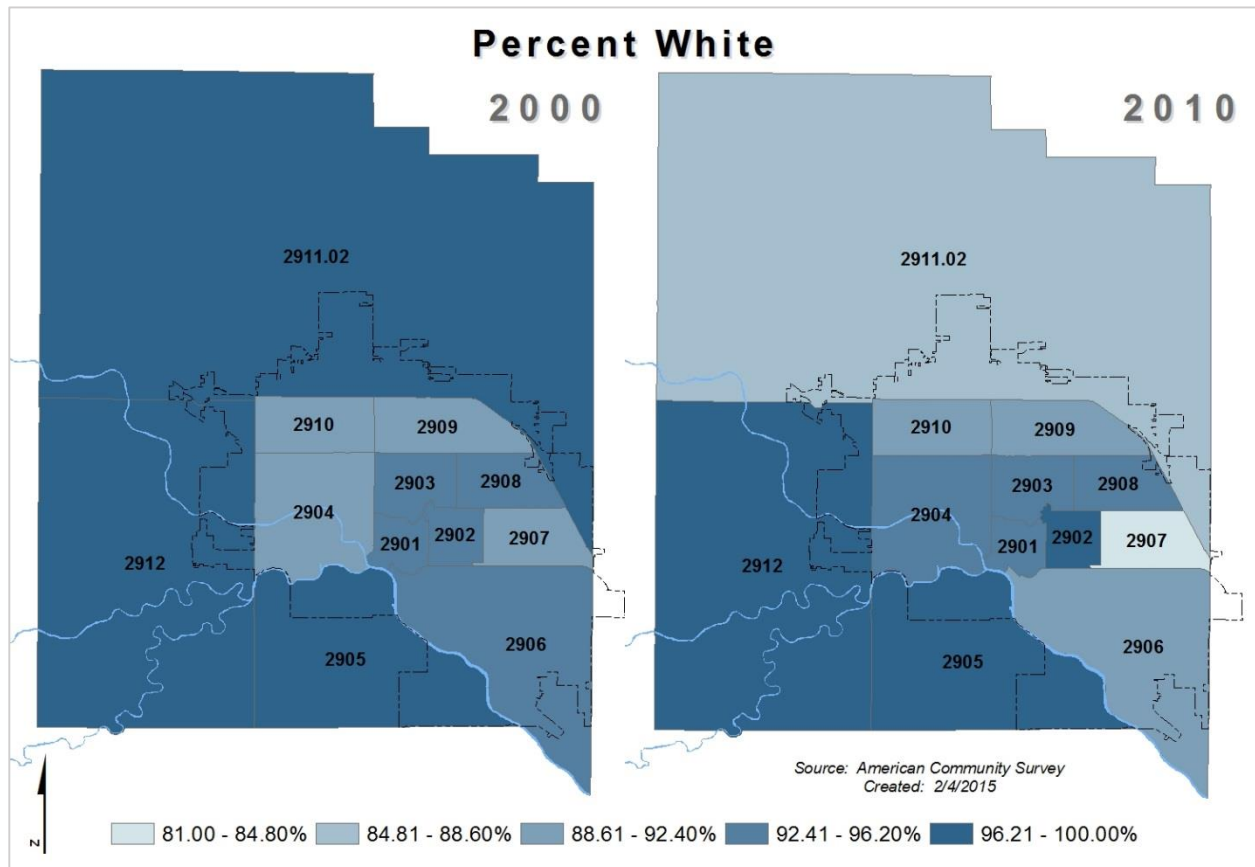 Percent White
2000
2010
2911.02
2910
2909
2903
2908
2904
2901
2902
2907
2912
2906
2905
2911.02
2910
2909
2903
2908
2904
2901
2902
2907
2912
2906
2905
Source: American Community Survey
Created: 2/4/2015
N
81.00 - 84.80%
84.81 - 88.60%
88.61 - 92.40%
92.41 - 96.20%
96.21 - 100.00%